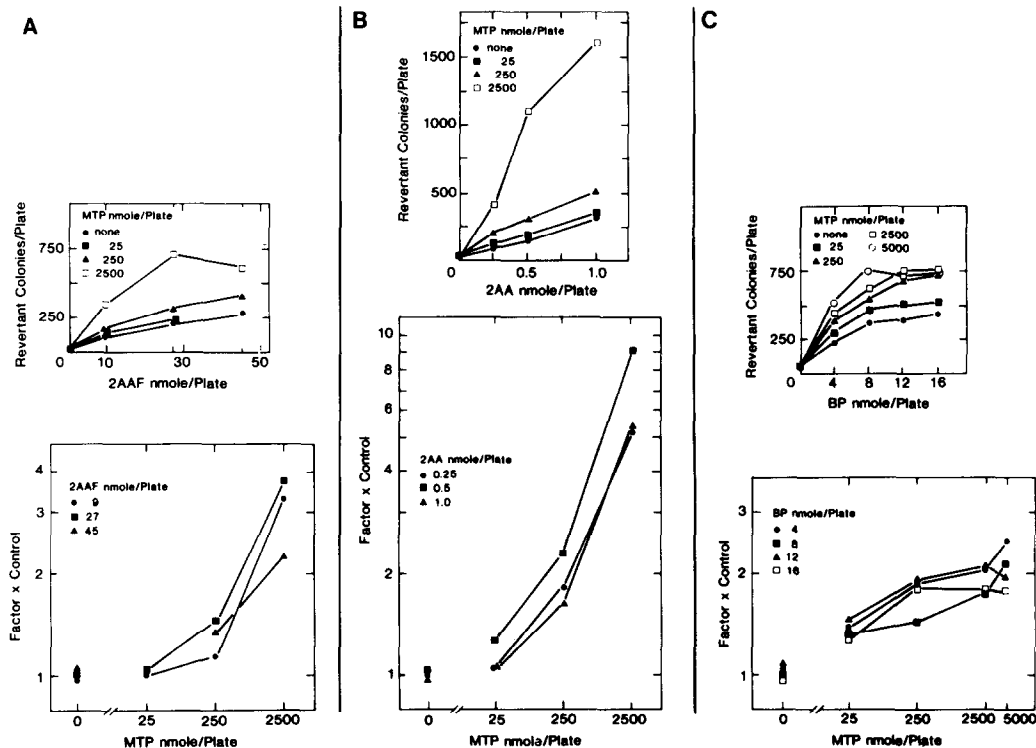 A
MTP nmole/Plate
none
25
250
2500
Revertant Colonies/Plate
750
250
0
10
30
50
2AAF nmole/Plate
2AAF nmole/Plate
9
27
45
Factor x Control
4
3
2
1
0
25
250
2500
MTP nmole/Plate
B
MTP nmole/Plate
none
25
250
2500
Revertant Colonies/Plate
1500
1000
500
0
0.5
1.0
2AA nmole/Plate
2AA nmole/Plate
0.25
0.5
1.0
Factor x Control
10
8
6
4
2
1
0
25
250
2500
MTP nmole/Plate
C
MTP nmole/Plate
none 2500
25 5000
250
Revertant Colonies/Plate
750
250
0
4
8
12
16
BP nmole/Plate
BP nmole/Plate
4
8
12
16
Factor x Control
3
2
1
0
25
250
2500
5000
MTP nmole/Plate